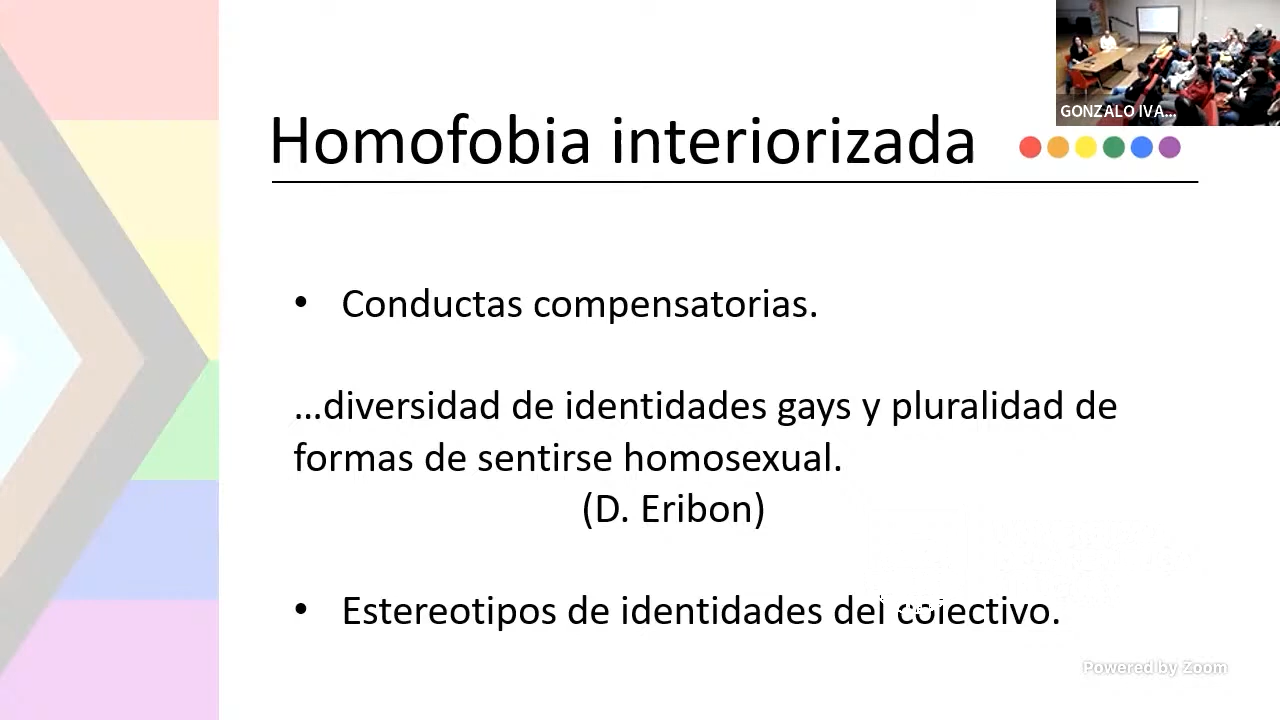 GONZALO IVA...
Homofobia interiorizada
• Conductas compensatorias.
...diversidad de identidades gays y pluralidad de
formas de sentirse homosexual.
(D. Eribon)
• Estereotipos de identidades del colectivo.
Powered by Zoom